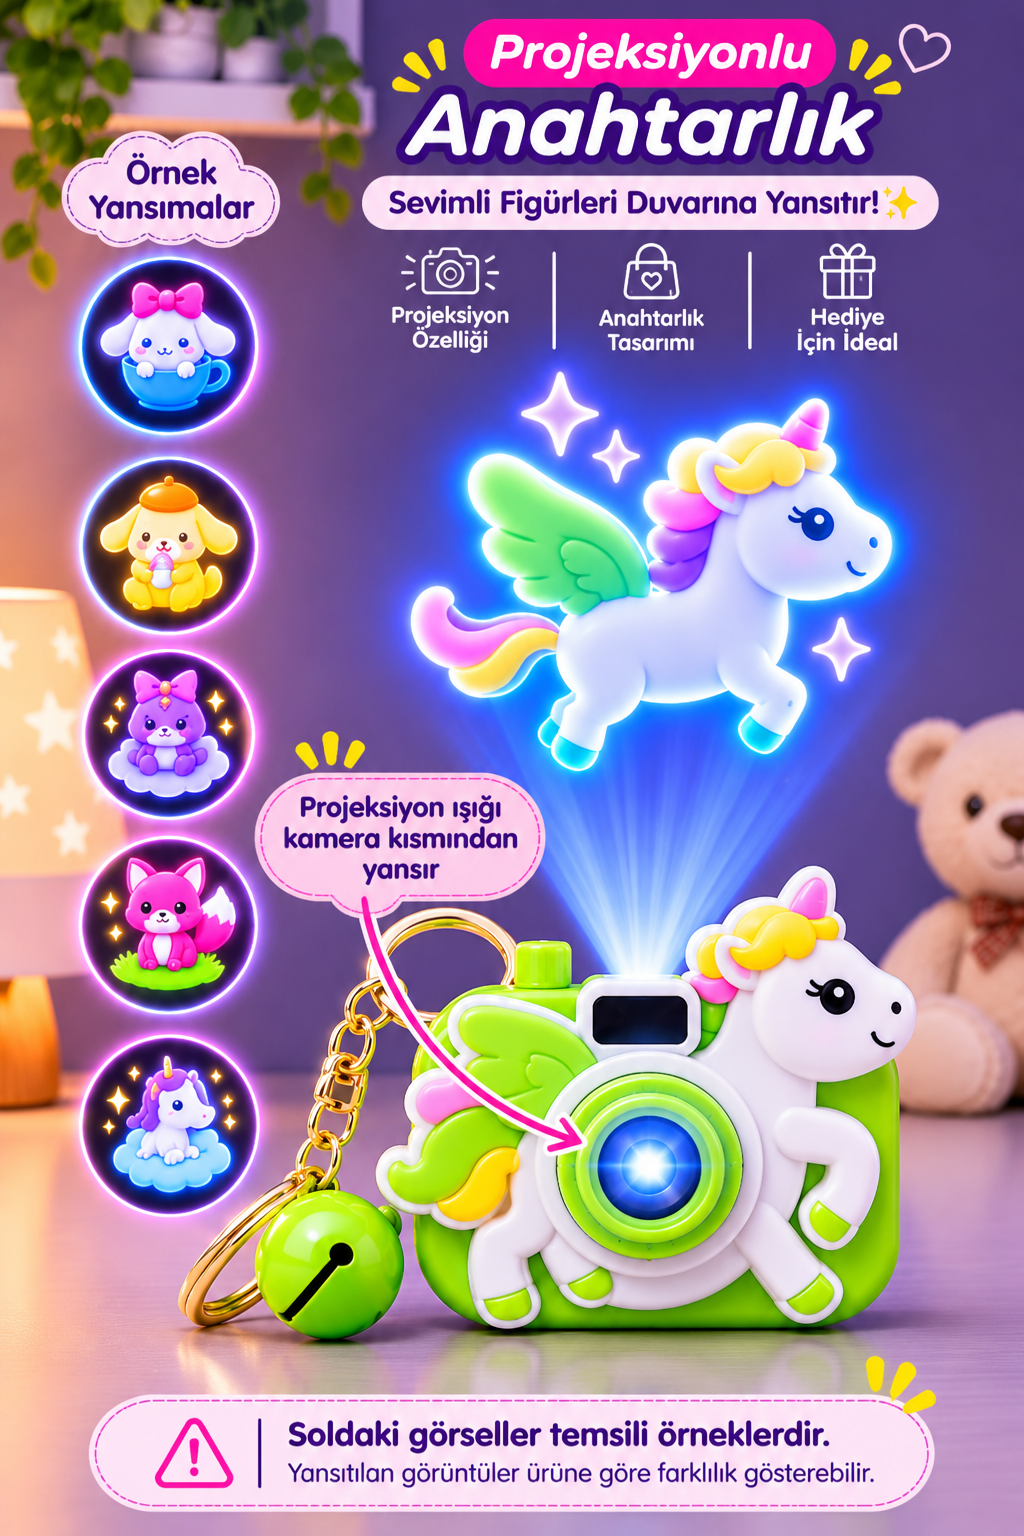 Projeksiyonlu
Anahtarlık
Sevimli Figürleri Duvarına Yansıtır!
Projeksiyon
Özelliği
Anahtarlık
Tasarımı
Hediye
İçin İdeal
Örnek
Yansımalar
Projeksiyon ışığı
kamera kısmından
yansır
Soldaki görseller temsili örneklerdir.
Yansıtılan görüntüler ürüne göre farklılık gösterebilir.